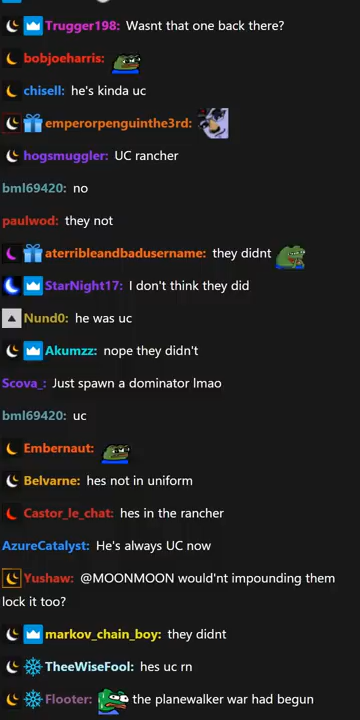 Trugger198: Wasnt that one back there?
bobjoeharris:
chisell: he's kinda uc
emperorpenguinthe3rd:
hogsmuggler: UC rancher
bml69420: no
paulwod: they not
aterribleandbadusername: they didnt
StarNight17: I don't think they did
Nund0: he was uc
Akumzz: nope they didn't
Scova_: Just spawn a dominator lmao
bml69420: uc
Embernaut:
Belvarne: hes not in uniform
Castor_le_chat: hes in the rancher
AzureCatalyst: He's always UC now
Yushaw: @MOONMOON would'nt impounding them
lock it too?
markov_chain_boy: they didnt
TheeWiseFool: hes uc rn
Flooter: the planewalker war had begun